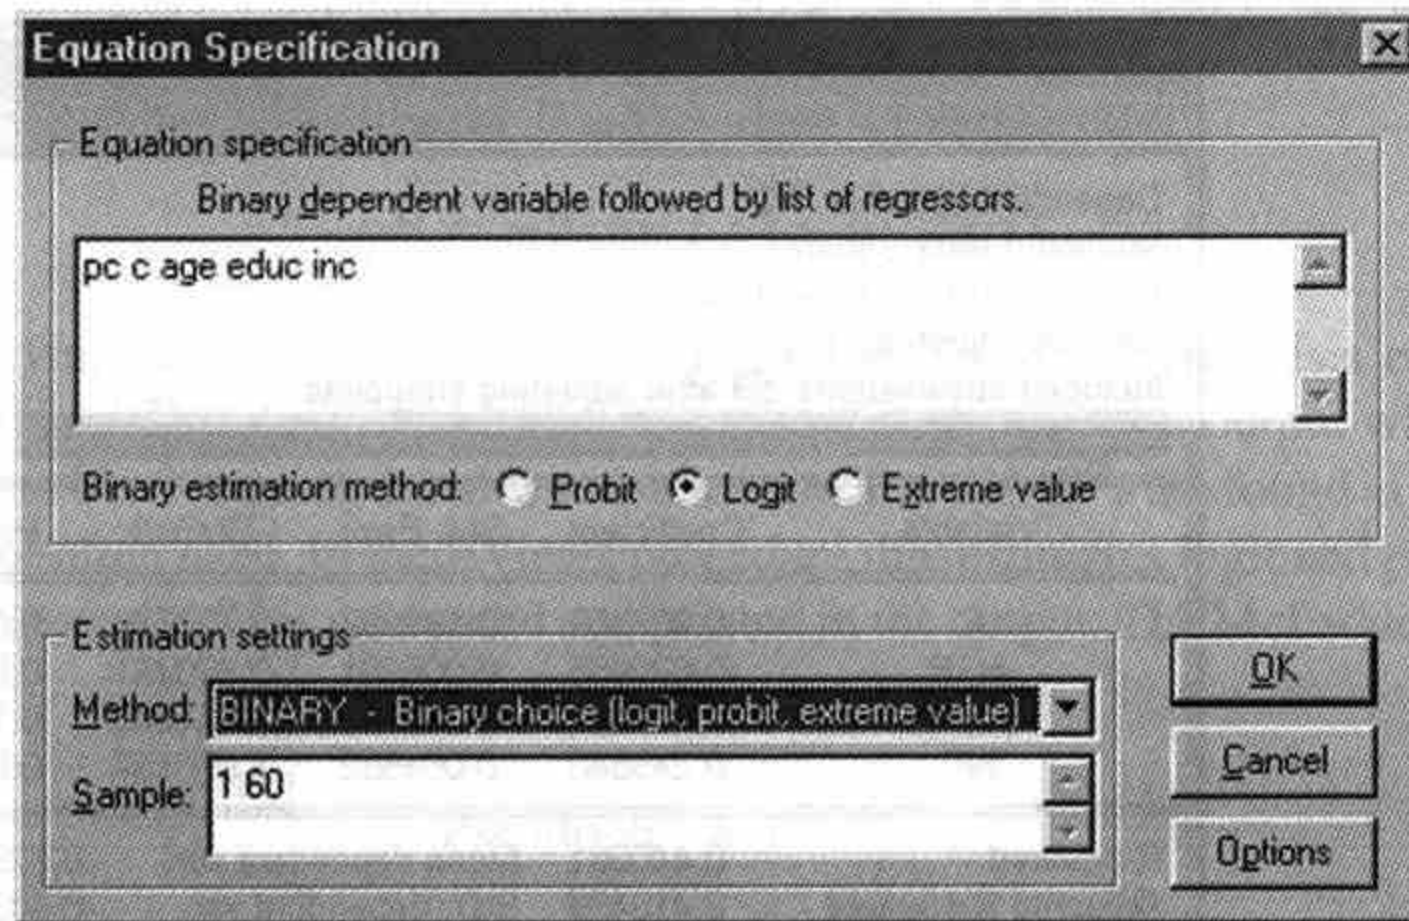 Equation Specification
Equation specification
Binary dependent variable followed by list of regressors.
pc c age educ inc
Binary estimation method: Probit Logit Extreme value
Estimation settings
Method: BINARY - Binary choice (logit, probit, extreme value)
Sample: 1 60
OK
Cancel
Options